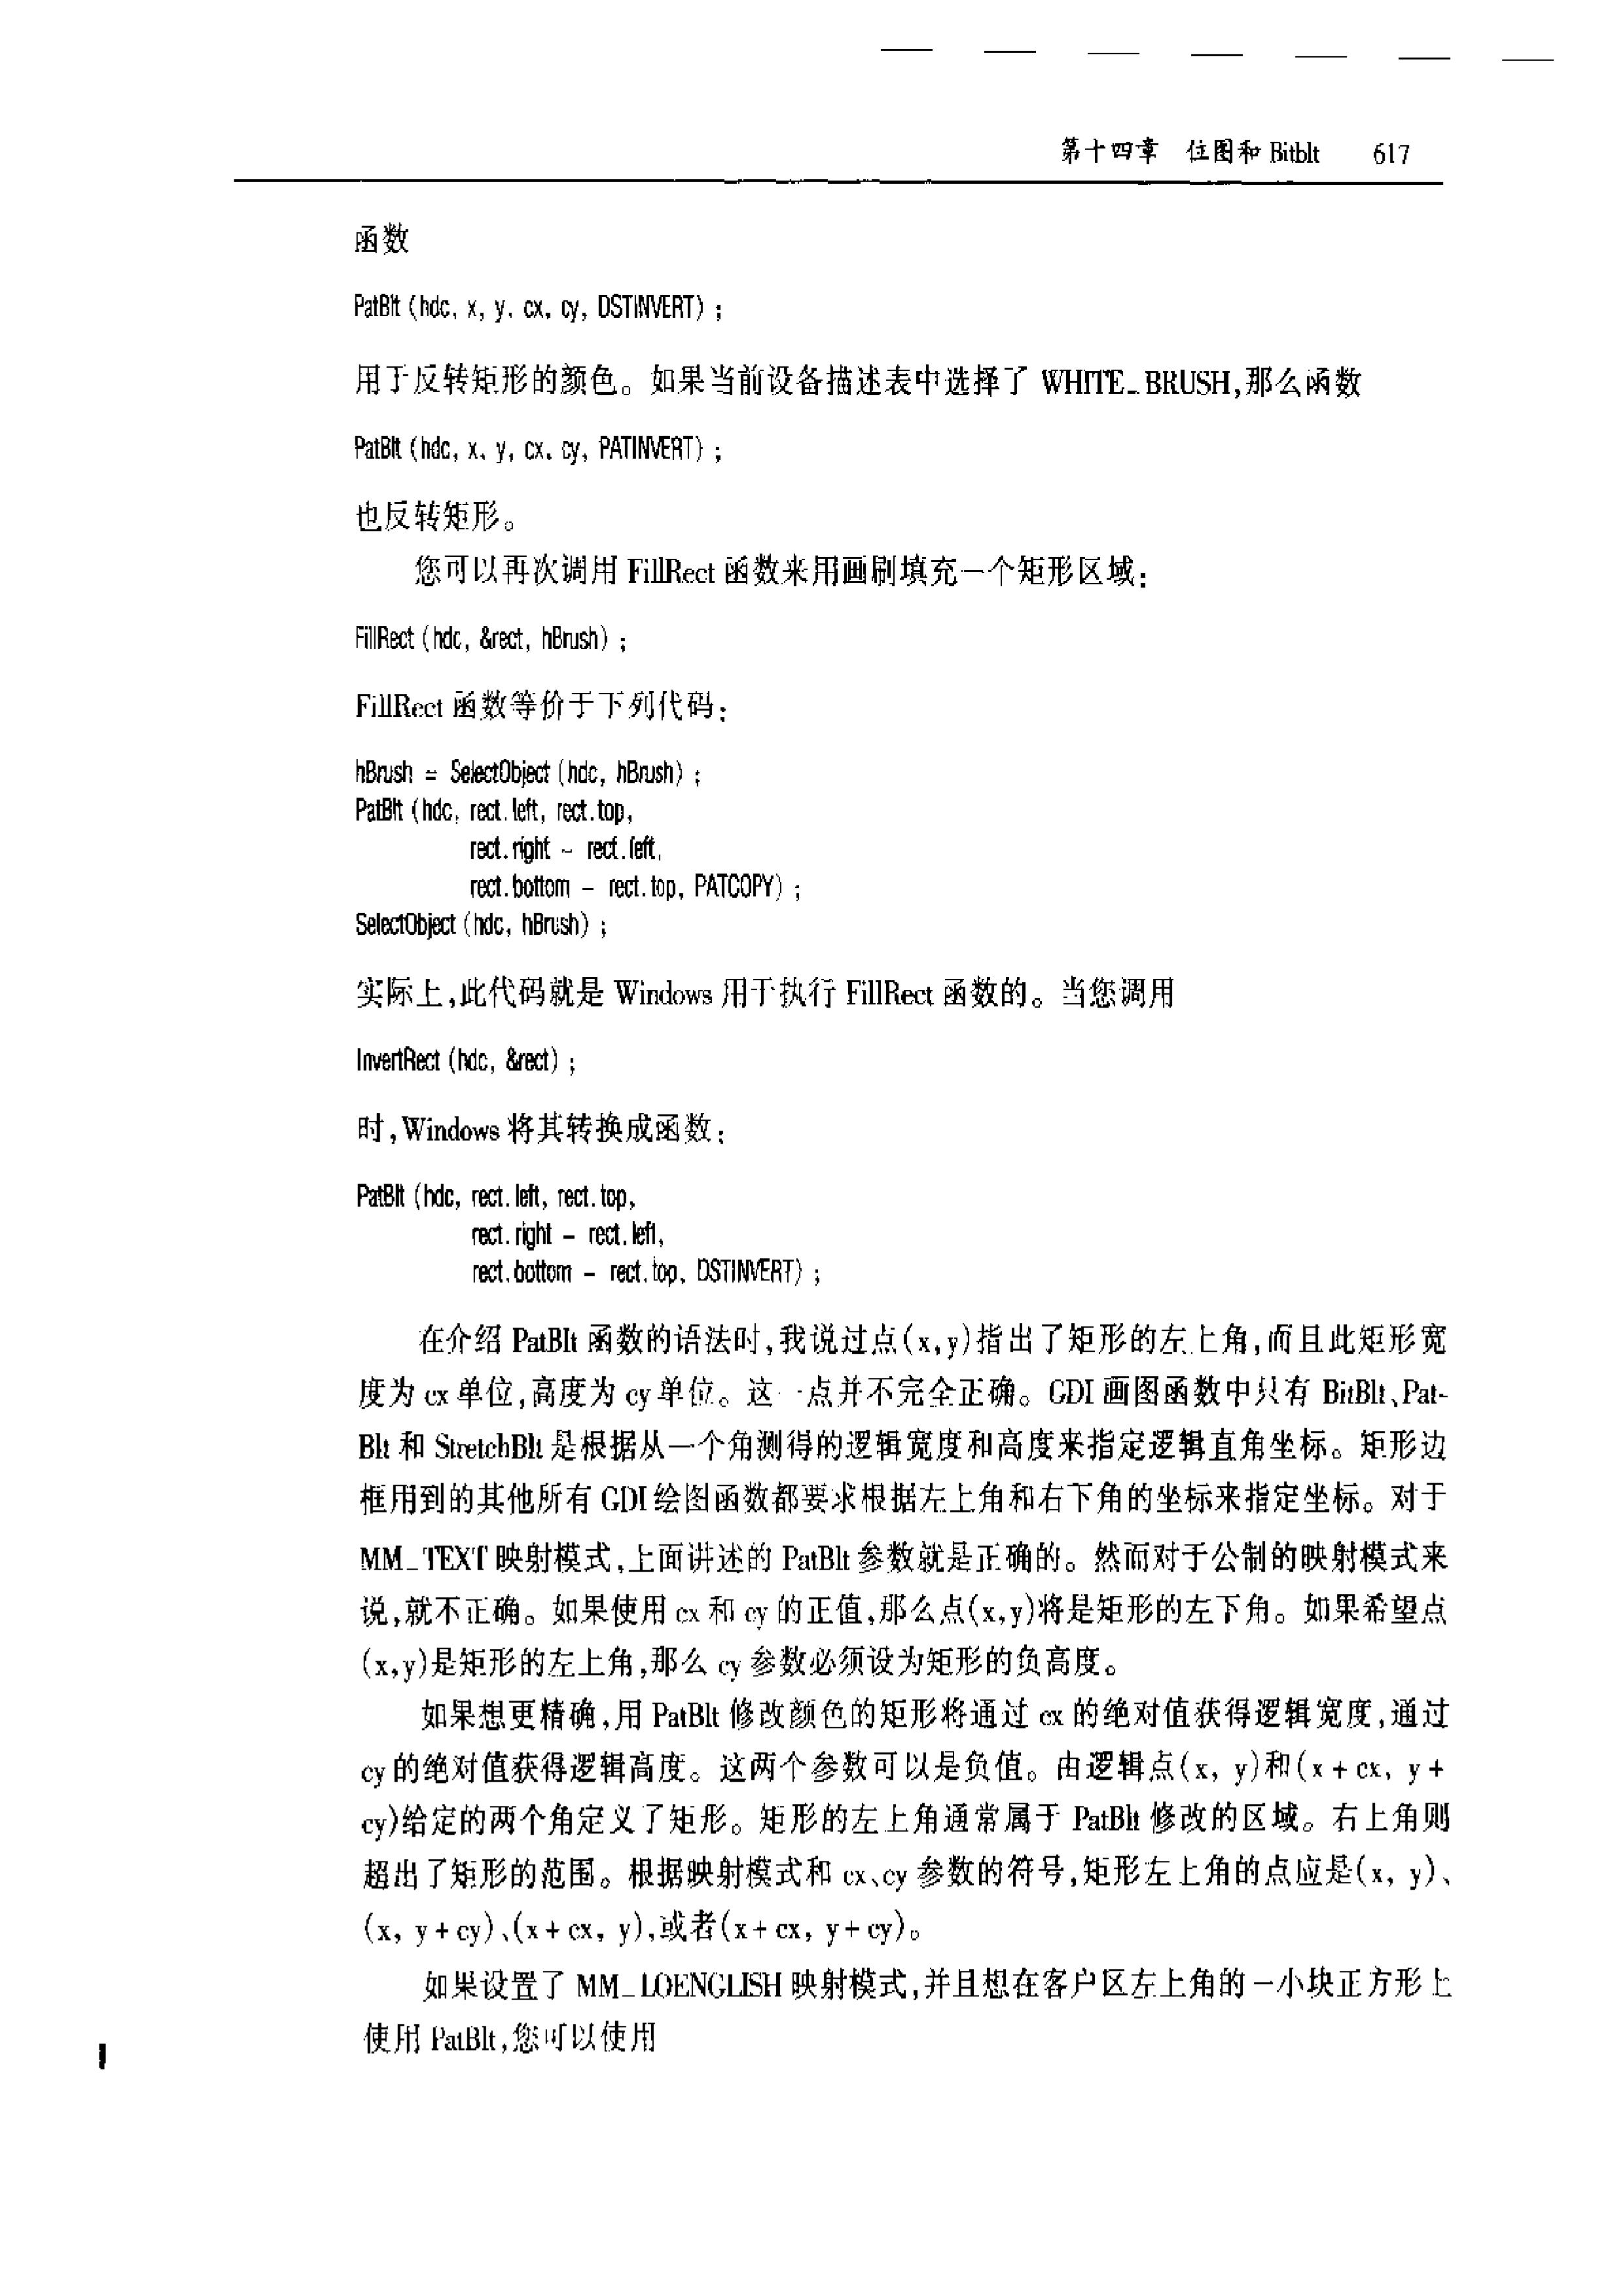 第十四章 位图和 Bitblt 617
函数
PatBlt (hdc, x, y, cx, cy, DSTINVERT) ;
用于反转矩形的颜色。如果当前设备描述表中选择了 WHITE_BRUSH,那么函数
PatBlt (hdc, x, y, cx, cy, PATINVERT) ;
也反转矩形。
您可以再次调用 FillRect 函数来用画刷填充一个矩形区域:
FillRect (hdc, &rect, hBrush) ;
FillRect 函数等价于下列代码:
hBrush = SelectObject (hdc, hBrush) ;
PatBlt (hdc, rect.left, rect.top,
rect.right - rect.left,
rect.bottom - rect.top, PATCOPY) ;
SelectObject (hdc, hBrush) ;
实际上,此代码就是 Windows 用于执行 FillRect 函数的。当您调用
InvertRect (hdc, &rect) ;
时,Windows 将其转换成函数:
PatBlt (hdc, rect.left, rect.top,
rect.right - rect.left,
rect.bottom - rect.top, DSTINVERT) ;
在介绍 PatBlt 函数的语法时,我说过点(x,y)指出了矩形的左上角,而且此矩形宽
度为 cx 单位,高度为 cy 单位。这一点并不完全正确。GDI 画图函数中只有 BitBlt、Pat-
Blt 和 StretchBlt 是根据从一个角测得的逻辑宽度和高度来指定逻辑直角坐标。矩形边
框用到的其他所有 GDI 绘图函数都要求根据左上角和右下角的坐标来指定坐标。对于
MM_TEXT 映射模式,上面讲述的 PatBlt 参数就是正确的。然而对于公制的映射模式来
说,就不正确。如果使用 cx 和 cy 的正值,那么点(x,y)将是矩形的左下角。如果希望点
(x,y)是矩形的左上角,那么 cy 参数必须设为矩形的负高度。
如果想更精确,用 PatBlt 修改颜色的矩形将通过 cx 的绝对值获得逻辑宽度,通过
cy 的绝对值获得逻辑高度。这两个参数可以是负值。由逻辑点(x, y)和(x + cx, y +
cy)给定的两个角定义了矩形。矩形的左上角通常属于 PatBlt 修改的区域。右上角则
超出了矩形的范围。根据映射模式和 cx、cy 参数的符号,矩形左上角的点应是(x, y)、
(x, y + cy)、(x + cx, y),或者(x + cx, y + cy)。
如果设置了 MM_LOENGLISH 映射模式,并且想在客户区左上角的一小块正方形上
使用 PatBlt,您可以使用